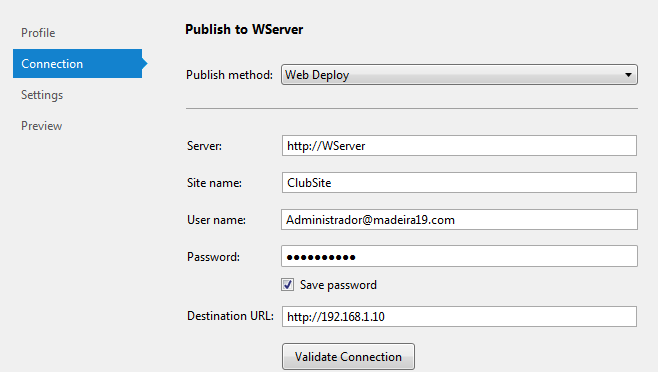 Profile
Connection
Settings
Preview
Publish to WServer
Publish method: Web Deploy
Server: http://WServer
Site name: ClubSite
User name: Administrador@madeira19.com
Password: ●●●●●●●●●●
Save password
Destination URL: http://192.168.1.10
Validate Connection